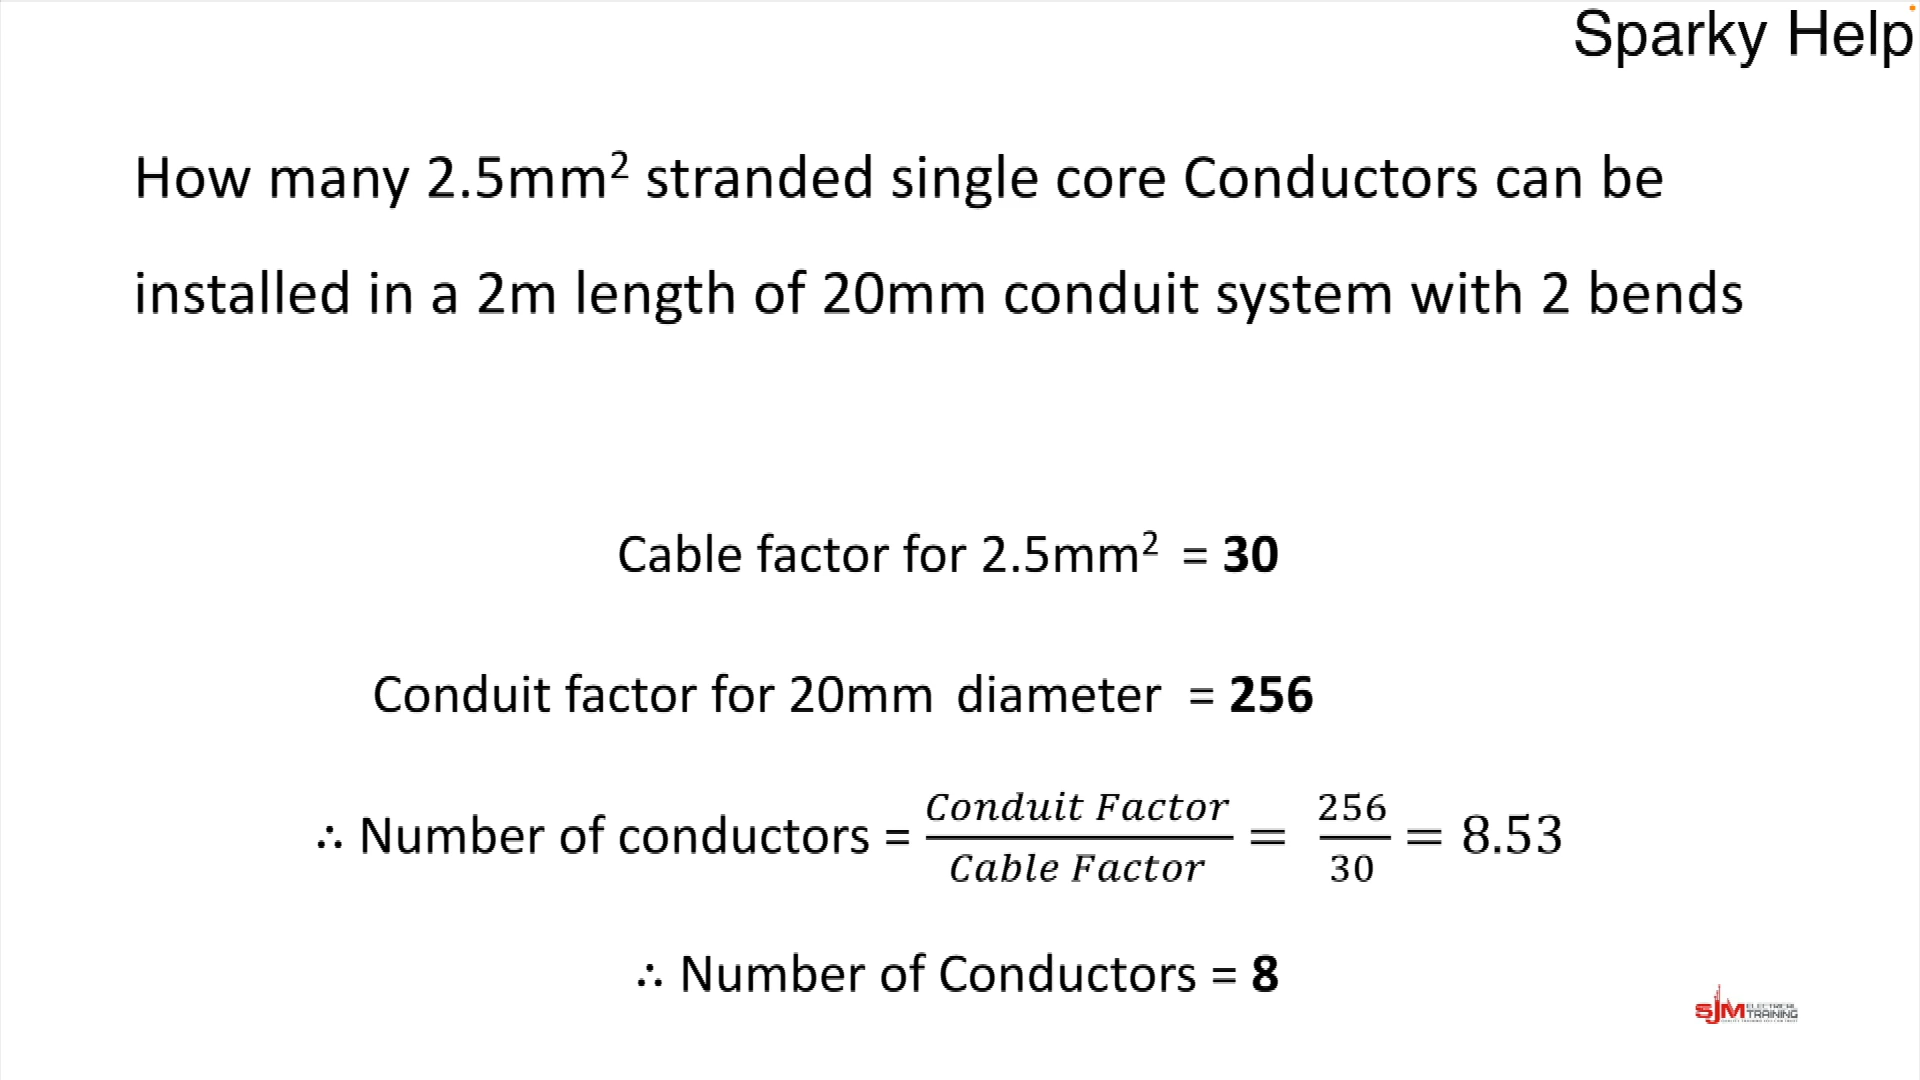 Sparky Help
How many 2.5mm² stranded single core Conductors can be
installed in a 2m length of 20mm conduit system with 2 bends
Cable factor for 2.5mm² = 30
Conduit factor for 20mm diameter = 256
∴ Number of conductors = Conduit Factor / Cable Factor = 256 / 30 = 8.53
∴ Number of Conductors = 8
SJM ELECTRICAL TRAINING